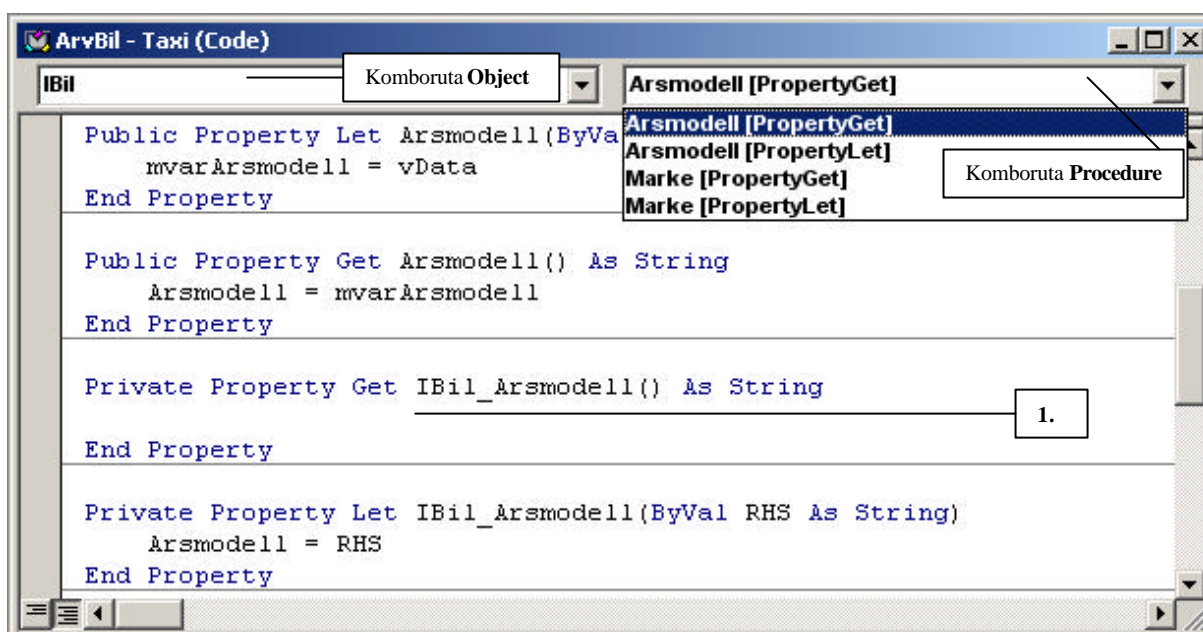 ArvBil - Taxi (Code)
IBil
Komboruta Object
Arsmodell [PropertyGet]
Arsmodell [PropertyGet]
Arsmodell [PropertyLet]
Marke [PropertyGet]
Marke [PropertyLet]
Komboruta Procedure
Public Property Let Arsmodell(ByVa
mvarArsmodell = vData
End Property
Public Property Get Arsmodell() As String
Arsmodell = mvarArsmodell
End Property
Private Property Get IBil_Arsmodell() As String
1.
End Property
Private Property Let IBil_Arsmodell(ByVal RHS As String)
Arsmodell = RHS
End Property